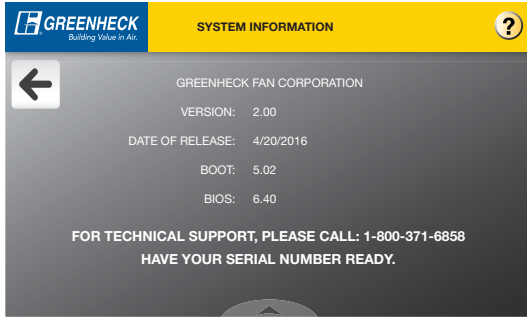 GREENHECK
Building Value in Air.
SYSTEM INFORMATION
?
GREENHECK FAN CORPORATION
VERSION: 2.00
DATE OF RELEASE: 4/20/2016
BOOT: 5.02
BIOS: 6.40
FOR TECHNICAL SUPPORT, PLEASE CALL: 1-800-371-6858
HAVE YOUR SERIAL NUMBER READY.